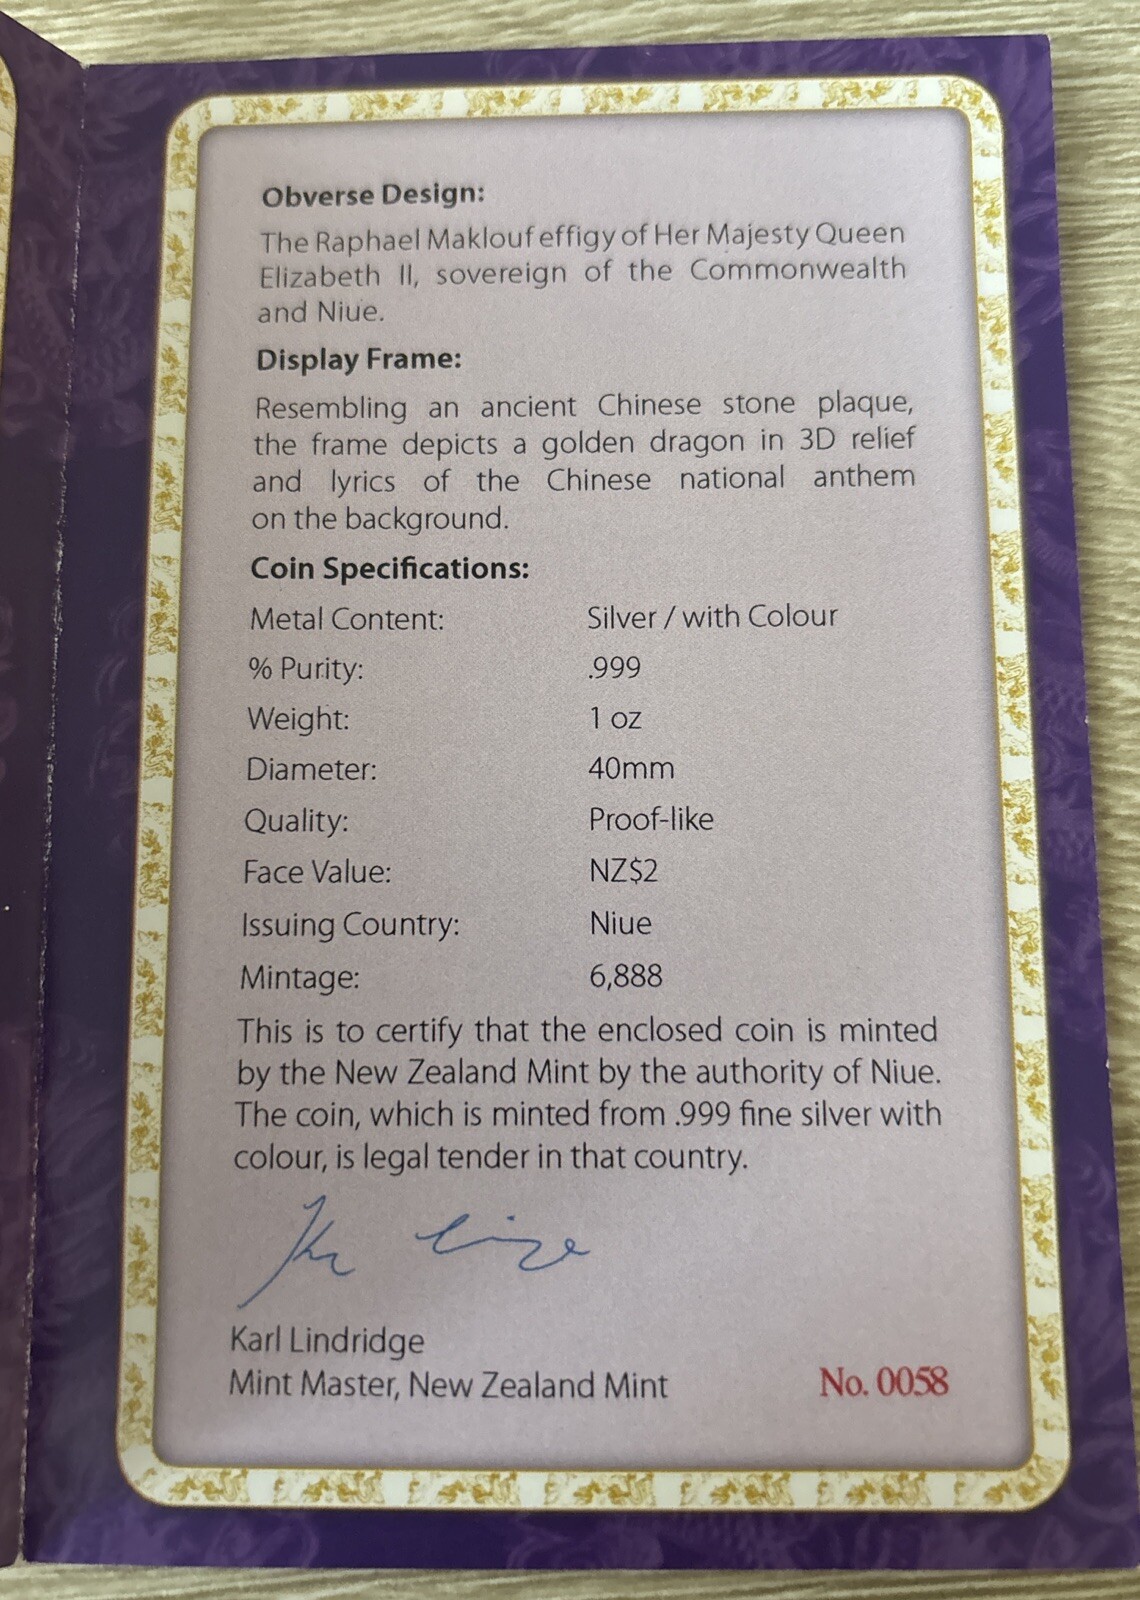 Obverse Design:
The Raphael Maklouf effigy of Her Majesty Queen
Elizabeth II, sovereign of the Commonwealth
and Niue.
Display Frame:
Resembling an ancient Chinese stone plaque,
the frame depicts a golden dragon in 3D relief
and lyrics of the Chinese national anthem
on the background.
Coin Specifications:
Metal Content: Silver / with Colour
% Purity: .999
Weight: 1 oz
Diameter: 40mm
Quality: Proof-like
Face Value: NZ$2
Issuing Country: Niue
Mintage: 6,888
This is to certify that the enclosed coin is minted
by the New Zealand Mint by the authority of Niue.
The coin, which is minted from .999 fine silver with
colour, is legal tender in that country.
Karl Lindridge
Mint Master, New Zealand Mint No. 0058